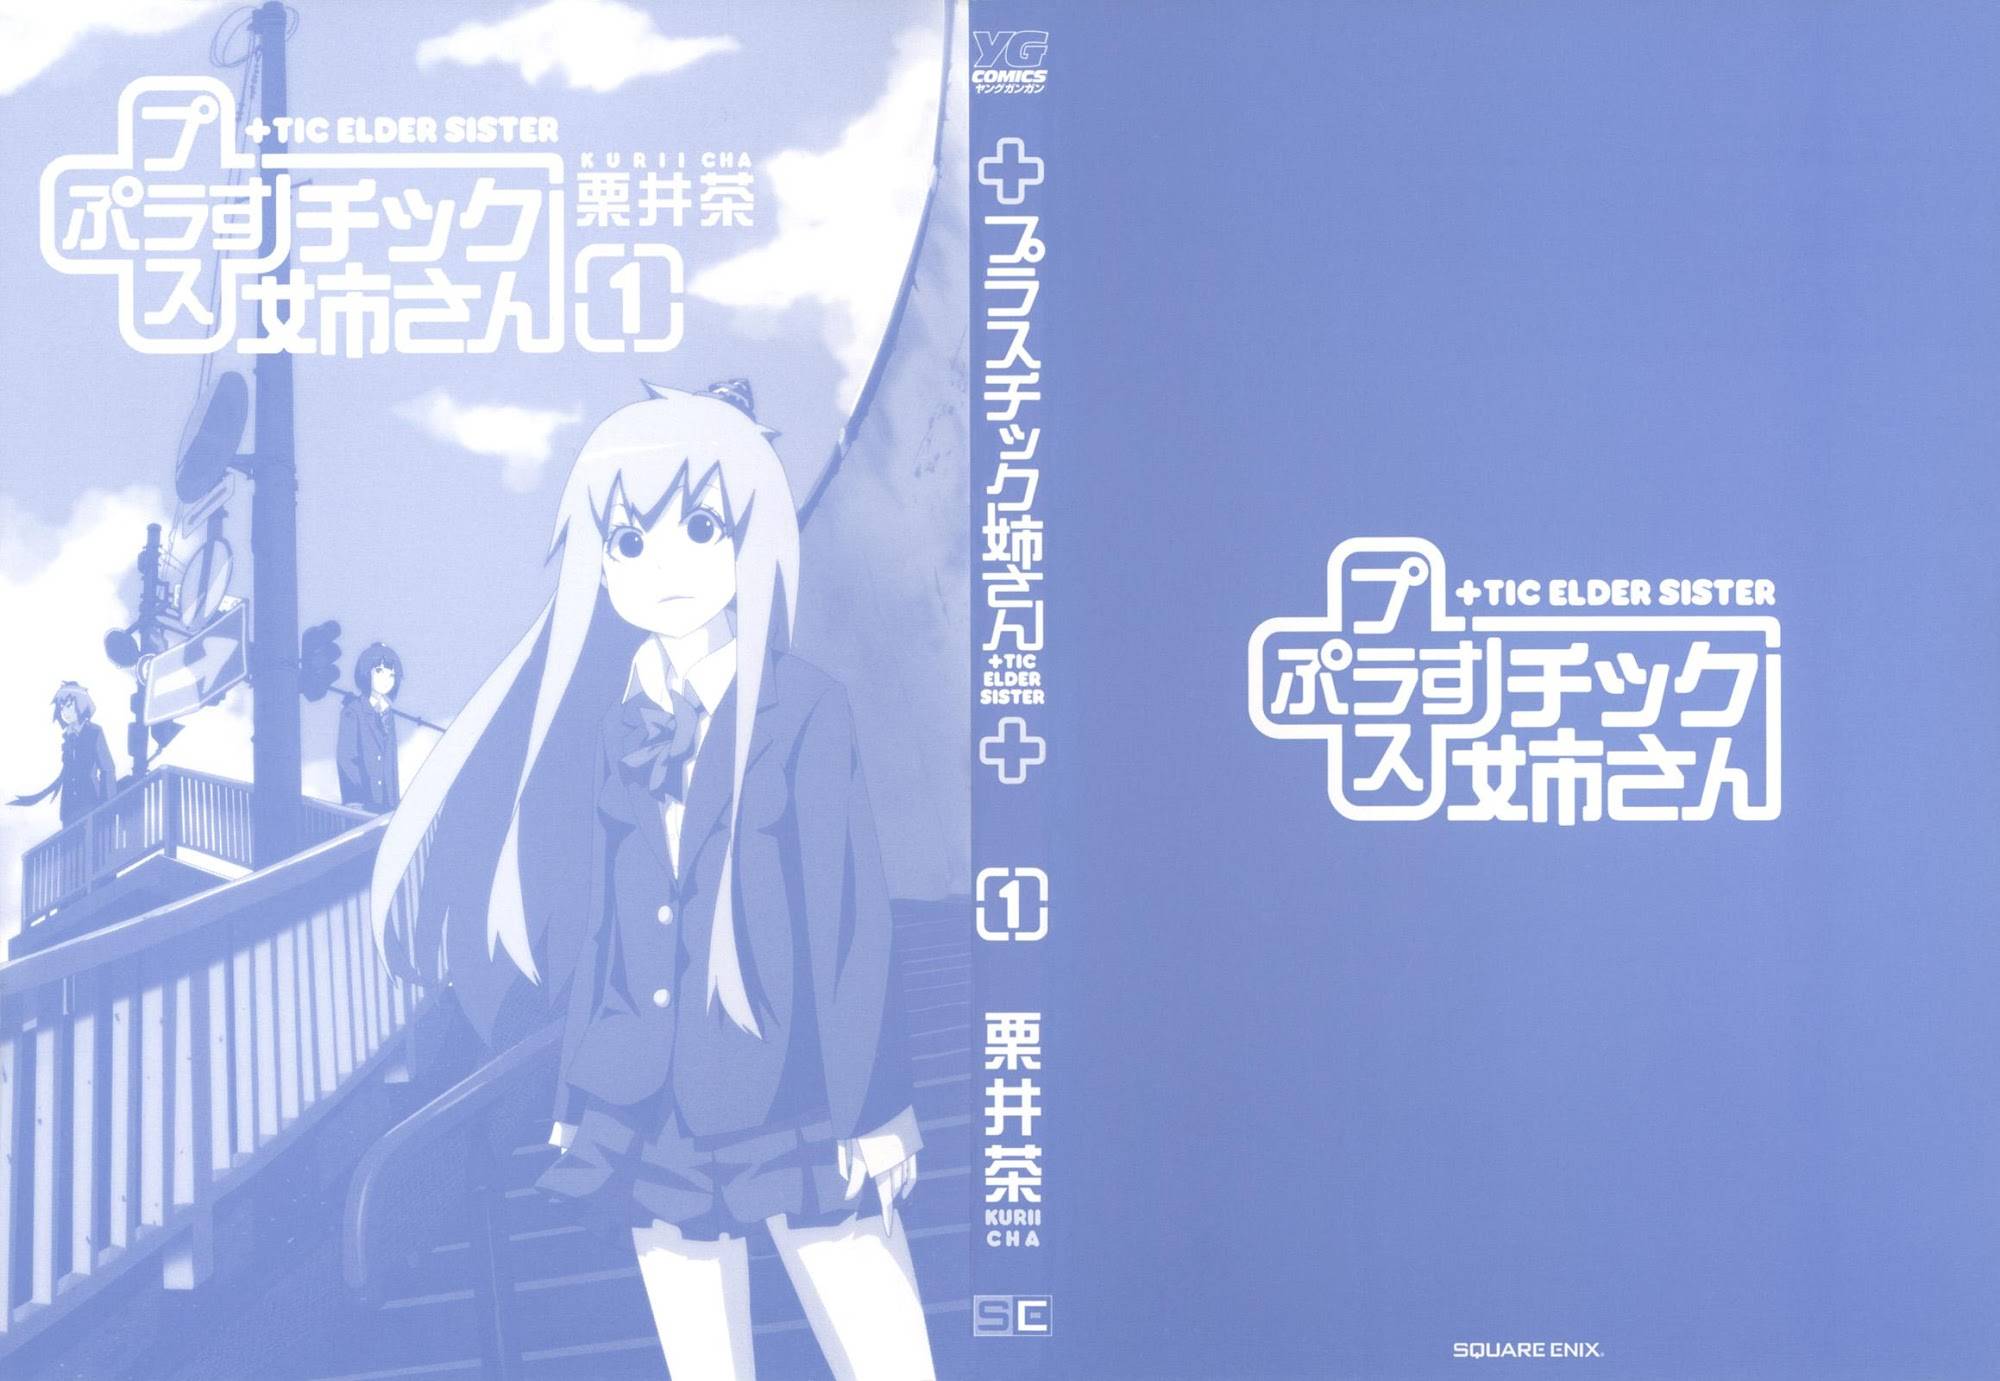 +TIC ELDER SISTER
プ
ぷラす
ス
チック
姉さん
KURII CHA
栗井茶
1
YG
COMICS
ヤングガンガン
プラスチック姉さん
+TIC
ELDER
SISTER
1
栗井茶
KURII
CHA
SE
+TIC ELDER SISTER
プ
ぷラす
ス
チック
姉さん
SQUARE ENIX®